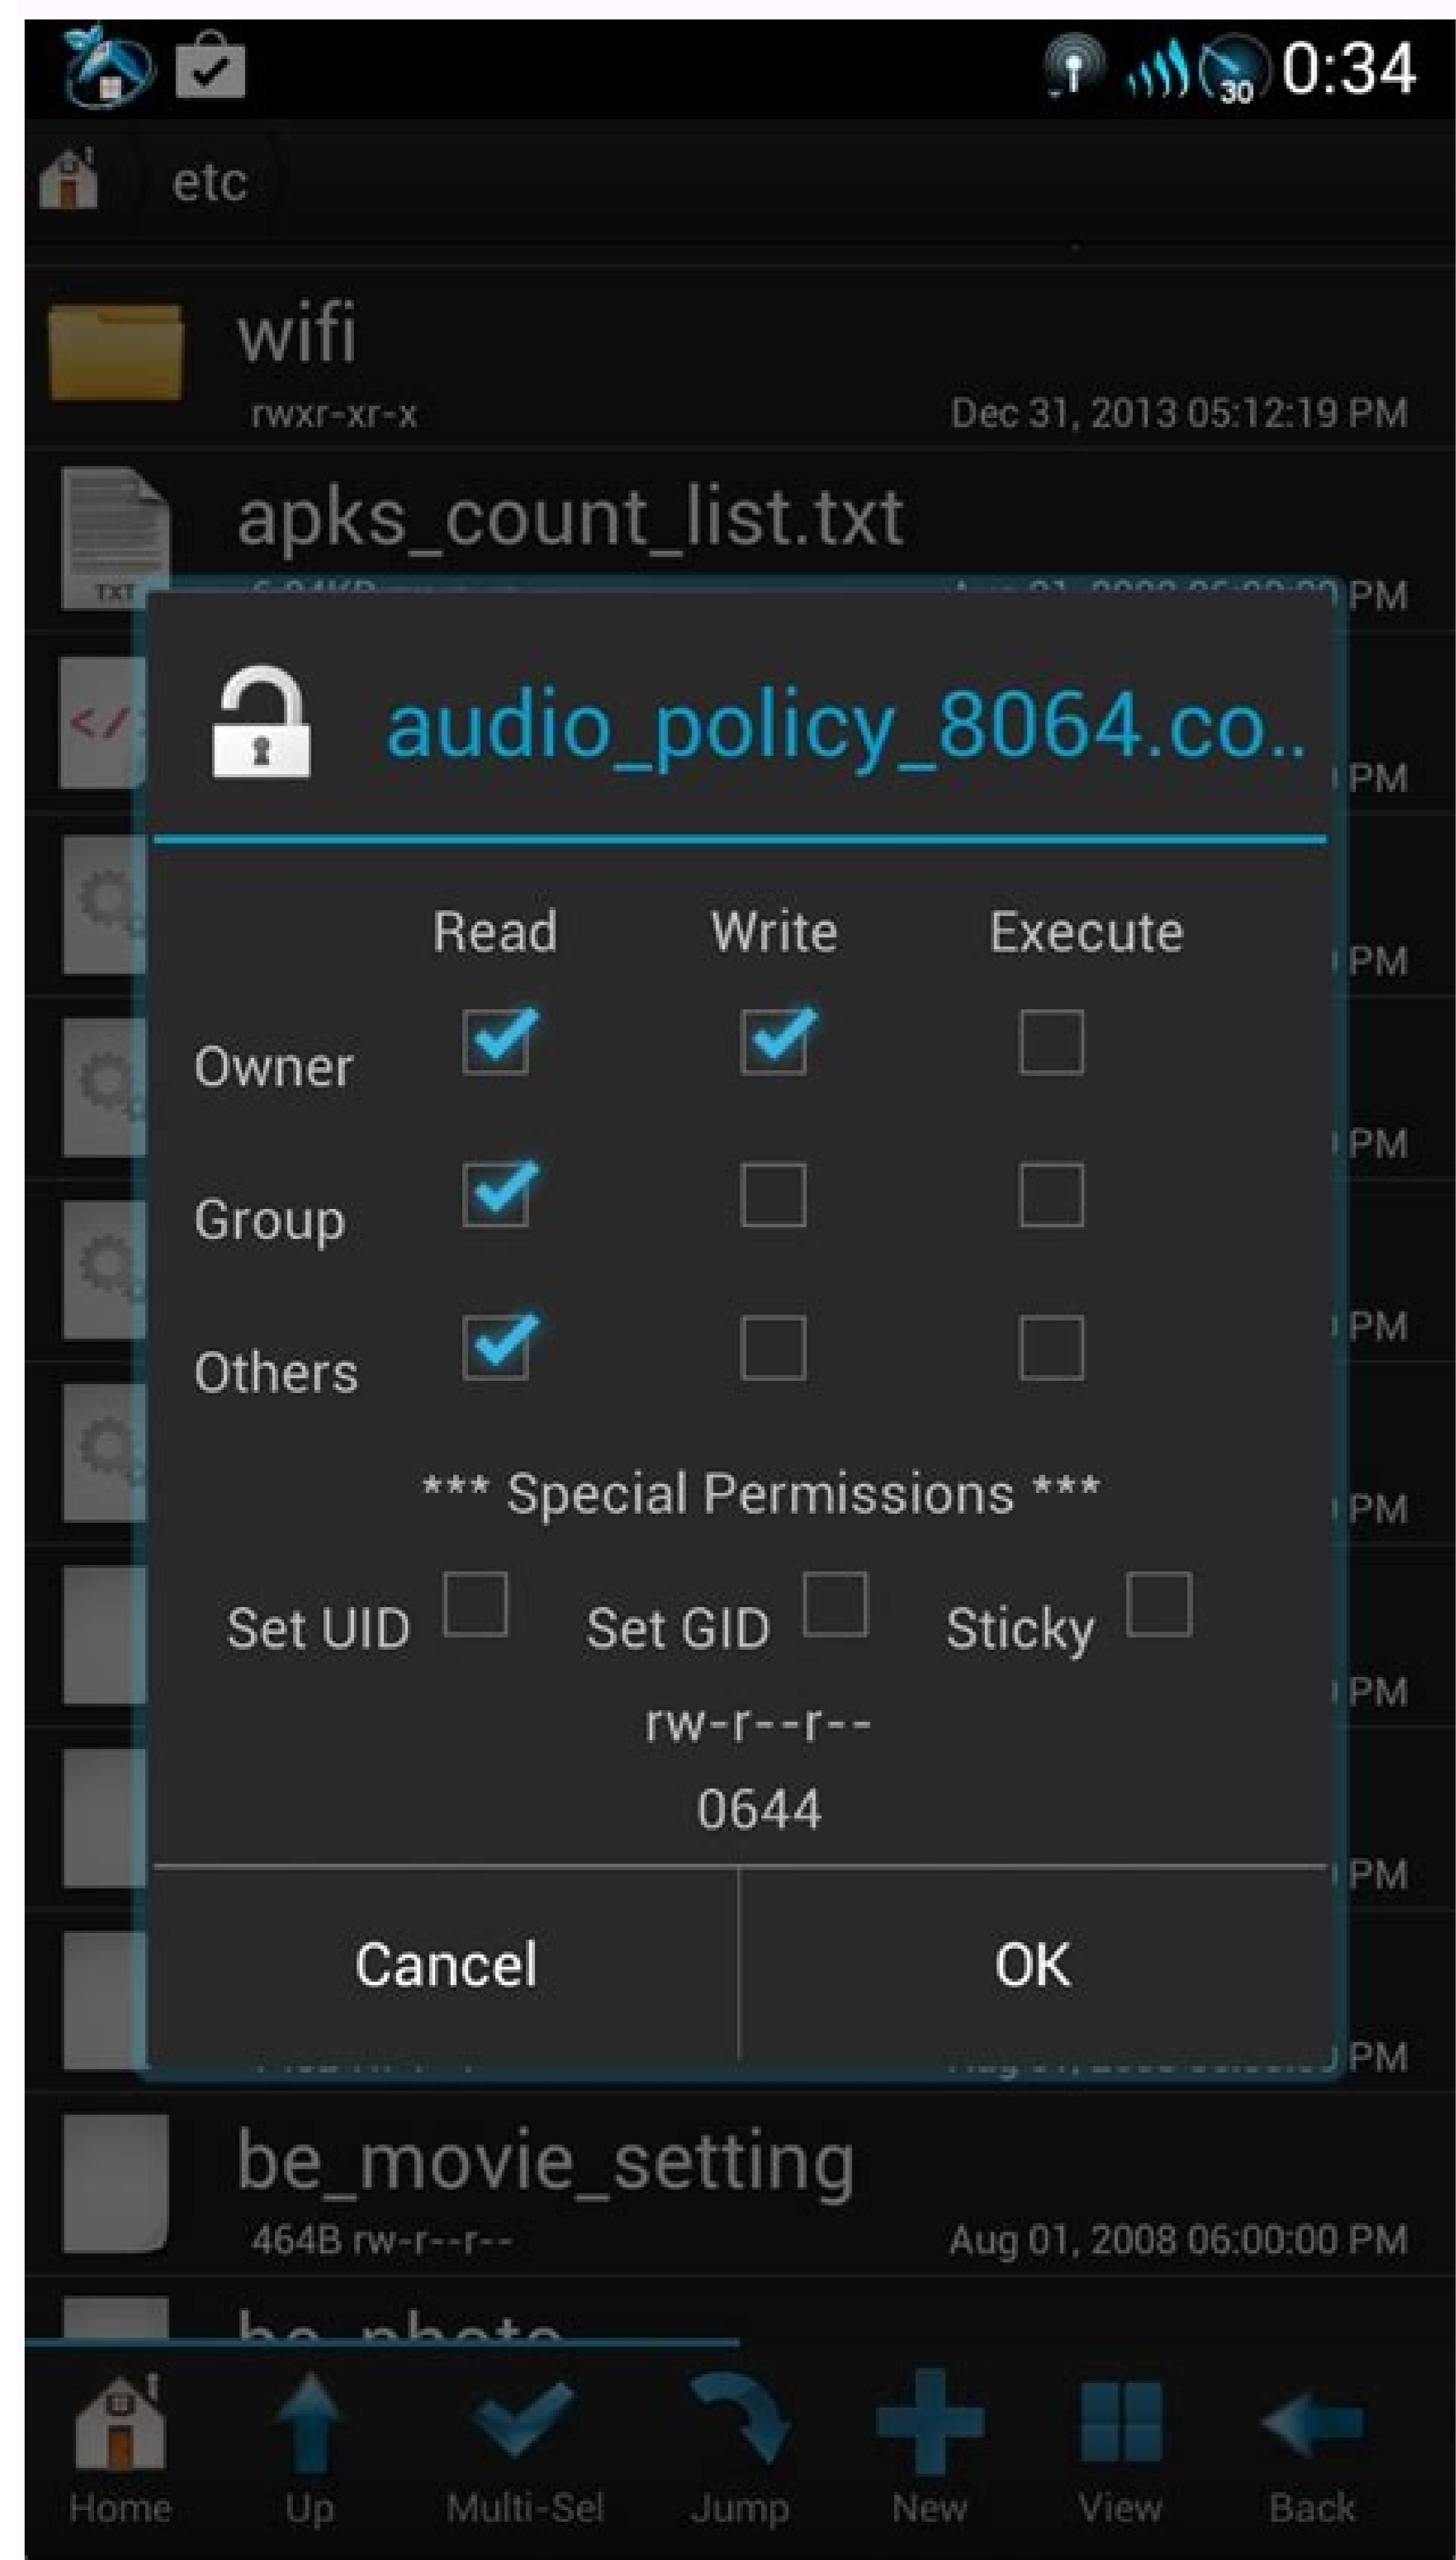 30 0:34
etc
wifi
rwxr-xr-x Dec 31, 2013 05:12:19 PM
apks_count_list.txt
TXT PM
audio_policy_8064.co..
</ PM
Read Write Execute
PM
Owner
PM
Group
PM
Others
*** Special Permissions ***
PM
Set UID Set GID Sticky
PM
rw-r--r--
0644
PM
Cancel OK
PM
be_movie_setting
464B rw-r--r-- Aug 01, 2008 06:00:00 PM
be_photo
Home Up Multi-Sel Jump New View Back